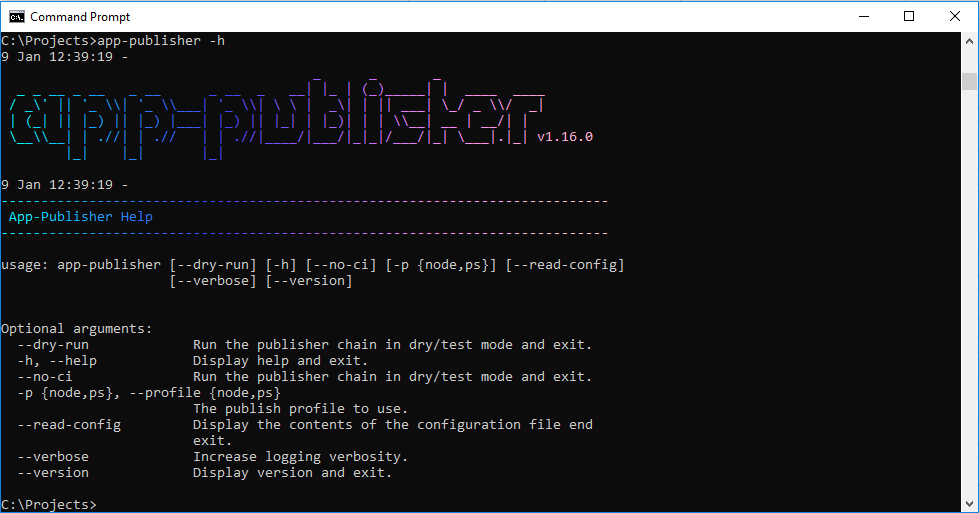 Command Prompt
C:\Projects>app-publisher -h
9 Jan 12:39:19 -
app-publisher
v1.16.0
9 Jan 12:39:19 -
----------------------------------------------------------------------------
App-Publisher Help
----------------------------------------------------------------------------
usage: app-publisher [--dry-run] [-h] [--no-ci] [-p {node,ps}] [--read-config]
[--verbose] [--version]
Optional arguments:
--dry-run Run the publisher chain in dry/test mode and exit.
-h, --help Display help and exit.
--no-ci Run the publisher chain in dry/test mode and exit.
-p {node,ps}, --profile {node,ps}
The publish profile to use.
--read-config Display the contents of the configuration file end
exit.
--verbose Increase logging verbosity.
--version Display version and exit.
C:\Projects>